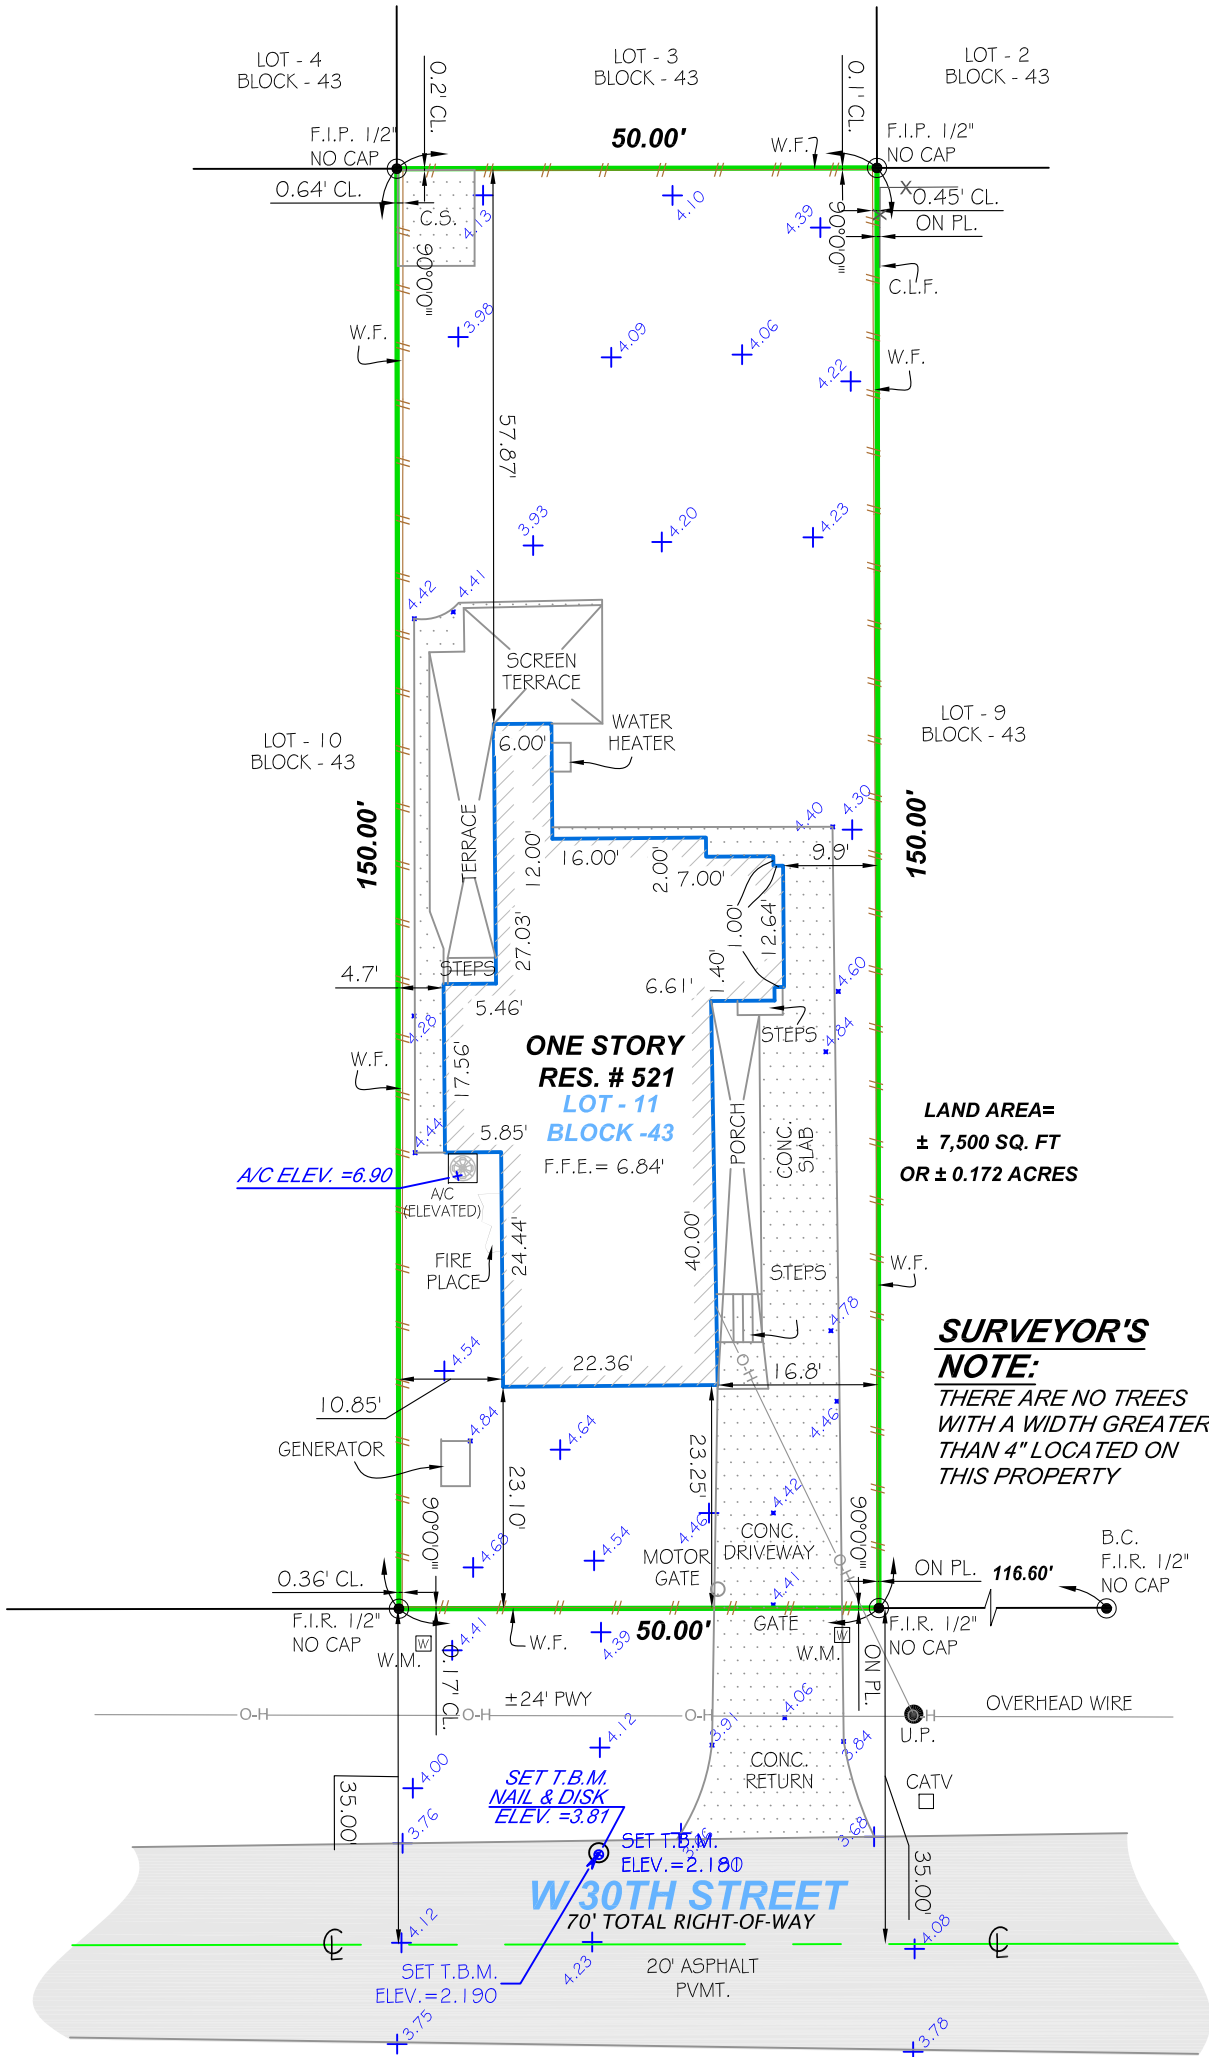 LOT - 4
BLOCK - 43
LOT - 3
BLOCK - 43
LOT - 2
BLOCK - 43
0.2' CL.
0.1' CL.
F.I.P. 1/2"
NO CAP
50.00'
W.F.
F.I.P. 1/2"
NO CAP
0.64' CL.
C.S.
4.13
4.10
4.39
0.45' CL.
ON PL.
90°0'0"
90°0'0"
C.L.F.
W.F.
3.98
4.09
4.06
4.22
W.F.
57.87'
3.93
4.20
4.23
4.42
4.41
SCREEN
TERRACE
WATER
HEATER
6.00'
LOT - 10
BLOCK - 43
LOT - 9
BLOCK - 43
150.00'
150.00'
TERRACE
12.00'
16.00'
2.00'
7.00'
4.40
4.30
9.9'
1.00'
12.64'
27.03'
STEPS
4.7'
5.46'
6.61'
1.40'
4.60
4.28
STEPS
4.84
W.F.
17.56'
ONE STORY
RES. # 521
LOT - 11
BLOCK -43
F.F.E.= 6.84'
PORCH
CONC.
SLAB
LAND AREA=
± 7,500 SQ. FT
OR ± 0.172 ACRES
4.44
5.85'
A/C ELEV. =6.90
A/C
(ELEVATED)
FIRE
PLACE
24.44'
40.00'
STEPS
W.F.
4.78
SURVEYOR'S
NOTE:
THERE ARE NO TREES
WITH A WIDTH GREATER
THAN 4" LOCATED ON
THIS PROPERTY
4.54
22.36'
O-H
16.8'
10.85'
4.84
4.64
4.46
GENERATOR
23.10'
23.25'
4.46
4.42
90°0'0"
90°0'0"
4.68
4.54
MOTOR
GATE
CONC.
DRIVEWAY
O-H
B.C.
F.I.R. 1/2"
NO CAP
0.36' CL.
4.41
ON PL.
116.60'
F.I.R. 1/2"
NO CAP
W.F.
50.00'
GATE
F.I.R. 1/2"
NO CAP
W
W.M.
4.41
0.17' CL.
4.39
W
W.M.
ON PL.
±24' PWY
4.06
OVERHEAD WIRE
O-H
O-H
O-H
O-H
U.P.
4.12
3.91
3.84
4.00
SET T.B.M.
NAIL & DISK
ELEV. =3.81
CONC.
RETURN
CATV
35.00'
3.76
3.68
SET T.B.M.
ELEV.=2.180
35.00'
W 30TH STREET
70' TOTAL RIGHT-OF-WAY
4.12
4.23
4.08
20' ASPHALT
PVMT.
SET T.B.M.
ELEV.=2.190
3.75
3.78